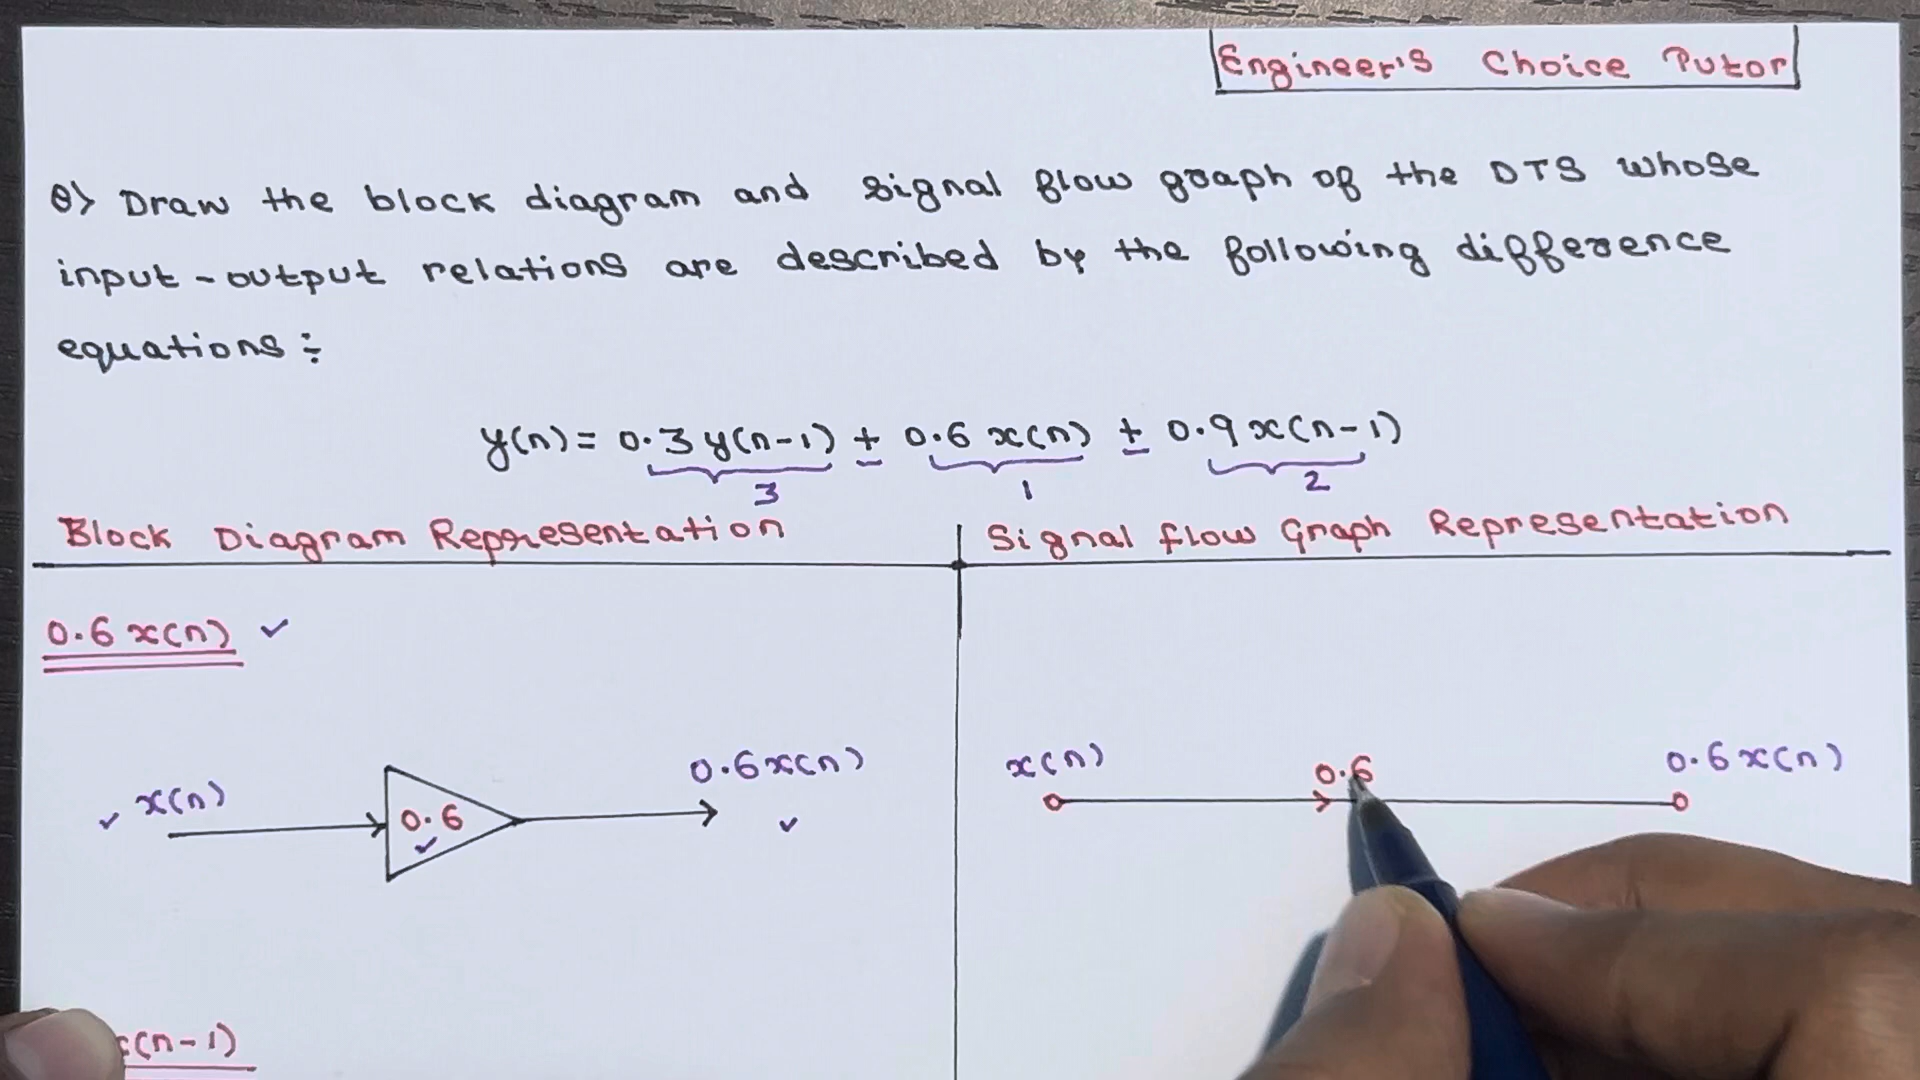 Engineer's Choice Tutor
Q) Draw the block diagram and signal flow graph of the DTS whose
input-output relations are described by the following difference
equations ÷
y(n) = 0.3 y(n-1) + 0.6 x(n) + 0.9 x(n-1)
3 1 2
Block Diagram Representation
Signal flow Graph Representation
0.6 x(n) ✓
✓ x(n)
0.6
✓
0.6x(n)
✓
x(n)
0.6
0.6 x(n)
x(n-1)